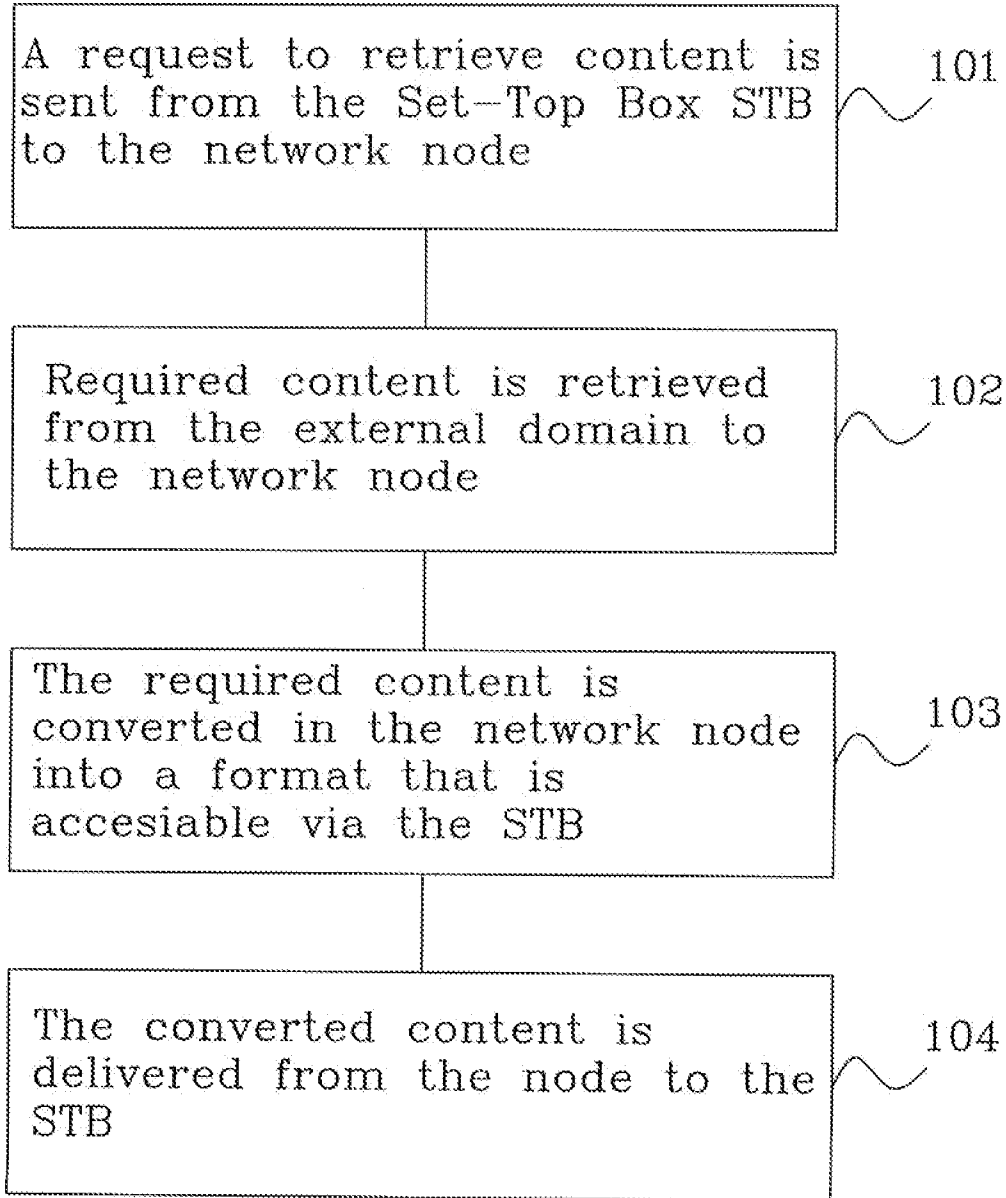 A request to retrieve content is
sent from the Set-Top Box STB
to the network node
101
Required content is retrieved
from the external domain to
the network node
102
The required content is
converted in the network node
into a format that is
accesiable via the STB
103
The converted content is
delivered from the node to the
STB
104